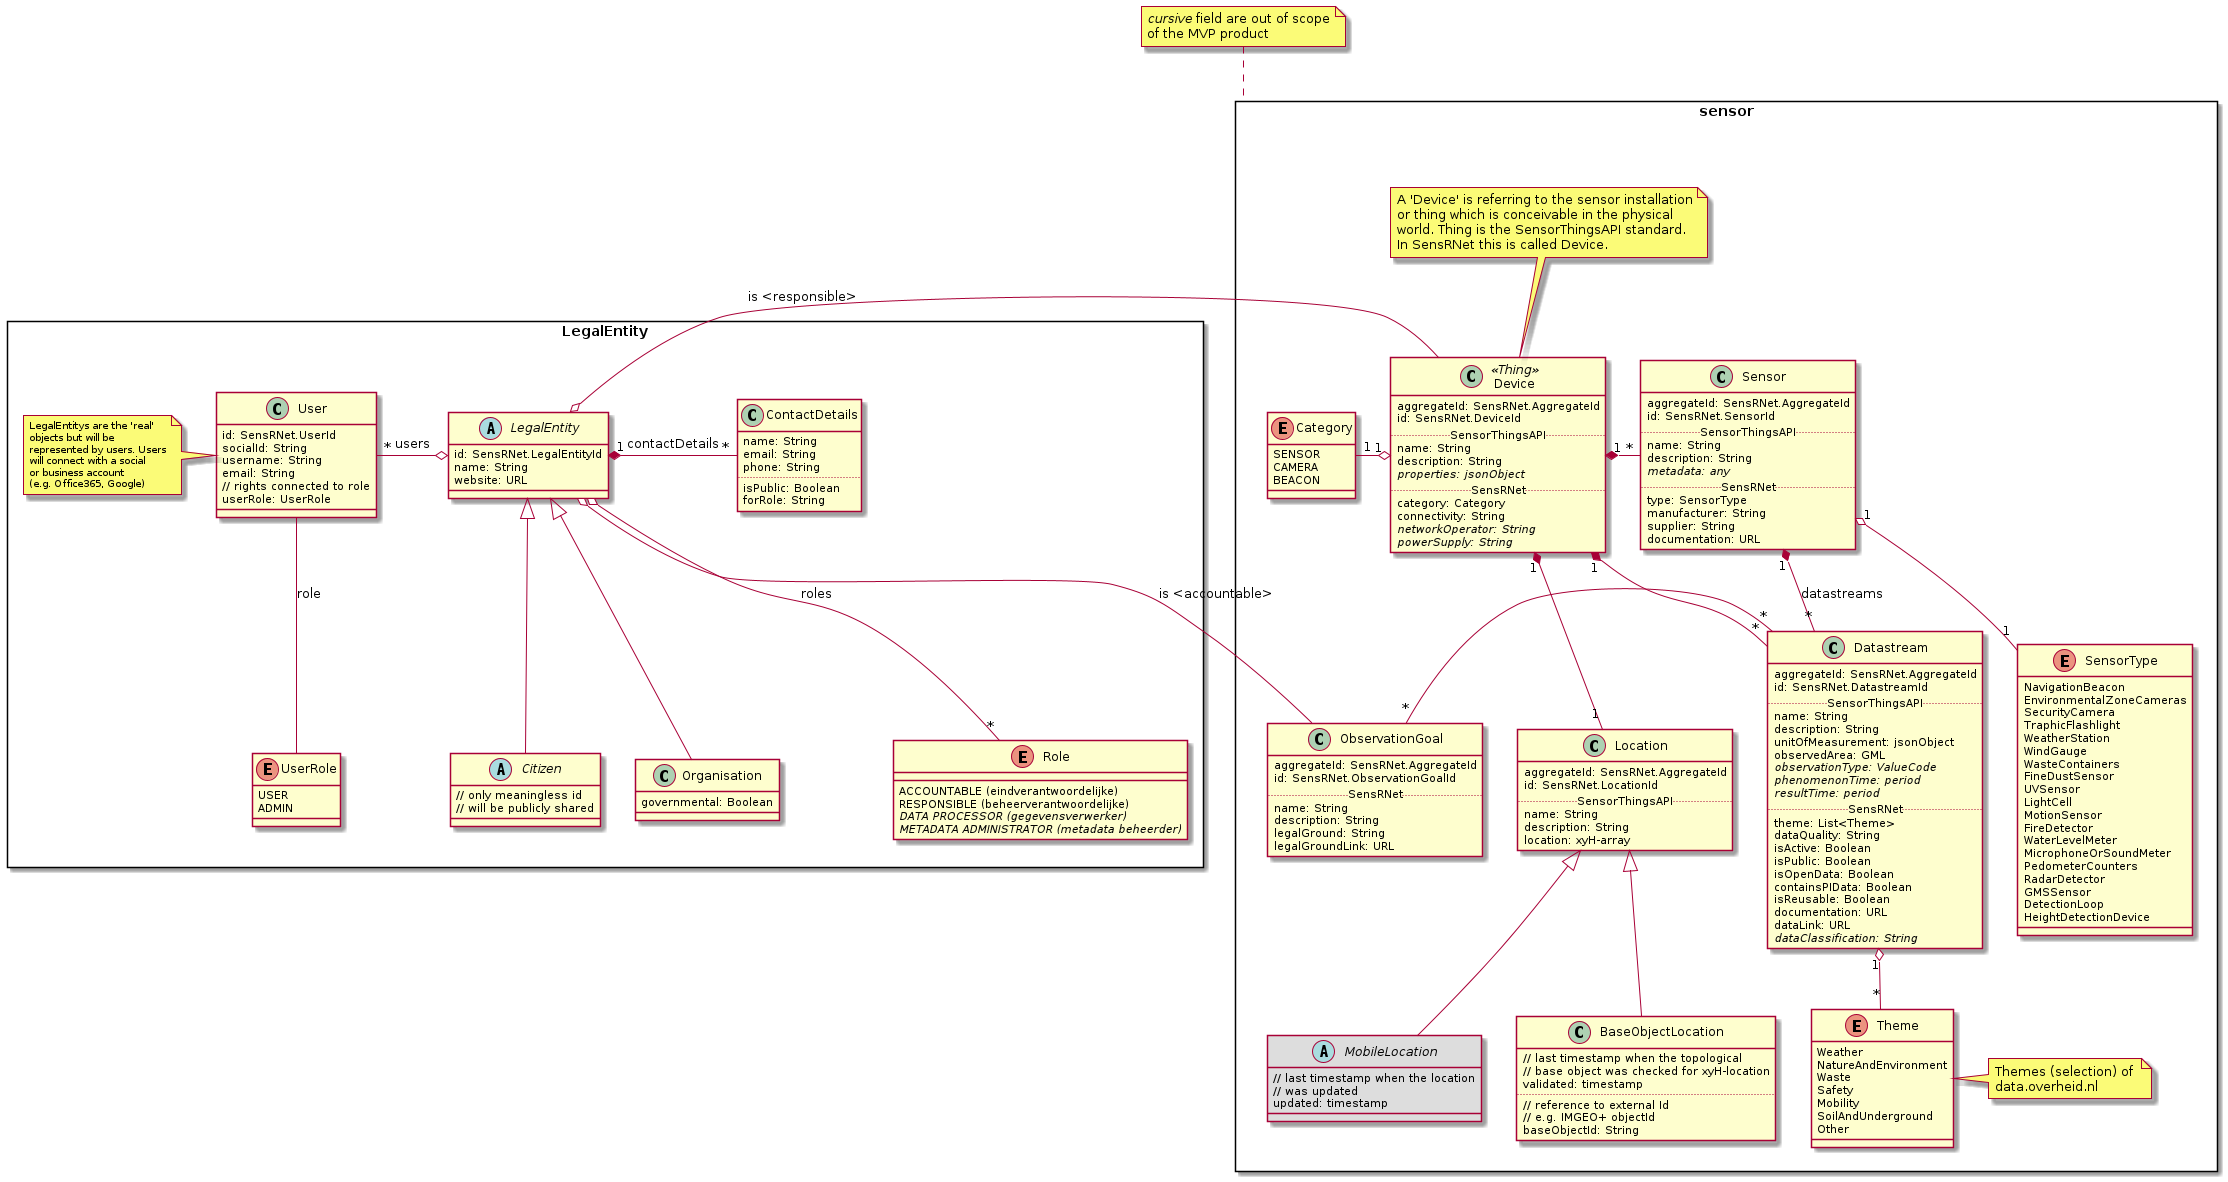 cursive field are out of scope
of the MVP product
sensor
A 'Device' is referring to the sensor installation
or thing which is conceivable in the physical
world. Thing is the SensorThingsAPI standard.
In SensRNet this is called Device.
is <responsible>
LegalEntity
LegalEntitys are the 'real'
objects but will be
represented by users. Users
will connect with a social
or business account
(e.g. Office365, Google)
C User
id: SensRNet.UserId
socialId: String
username: String
email: String
// rights connected to role
userRole: UserRole
* users
A LegalEntity
id: SensRNet.LegalEntityId
name: String
website: URL
1 contactDetails *
C ContactDetails
name: String
email: String
phone: String
isPublic: Boolean
forRole: String
E Category
SENSOR
CAMERA
BEACON
1 1
C «Thing»
Device
aggregateId: SensRNet.AggregateId
id: SensRNet.DeviceId
SensorThingsAPI
name: String
description: String
properties: jsonObject
SensRNet
category: Category
connectivity: String
networkOperator: String
powerSupply: String
1 *
C Sensor
aggregateId: SensRNet.AggregateId
id: SensRNet.SensorId
SensorThingsAPI
name: String
description: String
metadata: any
SensRNet
type: SensorType
manufacturer: String
supplier: String
documentation: URL
1
1
1
1
role
roles
is <accountable>
datastreams
*
*
*
1
*
1
*
E UserRole
USER
ADMIN
A Citizen
// only meaningless id
// will be publicly shared
C Organisation
governmental: Boolean
E Role
ACCOUNTABLE (eindverantwoordelijke)
RESPONSIBLE (beheerverantwoordelijke)
DATA PROCESSOR (gegevensverwerker)
METADATA ADMINISTRATOR (metadata beheerder)
C ObservationGoal
aggregateId: SensRNet.AggregateId
id: SensRNet.ObservationGoalId
SensRNet
name: String
description: String
legalGround: String
legalGroundLink: URL
C Location
aggregateId: SensRNet.AggregateId
id: SensRNet.LocationId
SensorThingsAPI
name: String
description: String
location: xyH-array
C Datastream
aggregateId: SensRNet.AggregateId
id: SensRNet.DatastreamId
SensorThingsAPI
name: String
description: String
unitOfMeasurement: jsonObject
observedArea: GML
observationType: ValueCode
phenomenonTime: period
resultTime: period
SensRNet
theme: List<Theme>
dataQuality: String
isActive: Boolean
isPublic: Boolean
isOpenData: Boolean
containsPIData: Boolean
isReusable: Boolean
documentation: URL
dataLink: URL
dataClassification: String
E SensorType
NavigationBeacon
EnvironmentalZoneCameras
SecurityCamera
TraphicFlashlight
WeatherStation
WindGauge
WasteContainers
FineDustSensor
UVSensor
LightCell
MotionSensor
FireDetector
WaterLevelMeter
MicrophoneOrSoundMeter
PedometerCounters
RadarDetector
GMSSensor
DetectionLoop
HeightDetectionDevice
1
*
A MobileLocation
// last timestamp when the location
// was updated
updated: timestamp
C BaseObjectLocation
// last timestamp when the topological
// base object was checked for xyH-location
validated: timestamp
// reference to external Id
// e.g. IMGEO+ objectId
baseObjectId: String
E Theme
Weather
NatureAndEnvironment
Waste
Safety
Mobility
SoilAndUnderground
Other
Themes (selection) of
data.overheid.nl